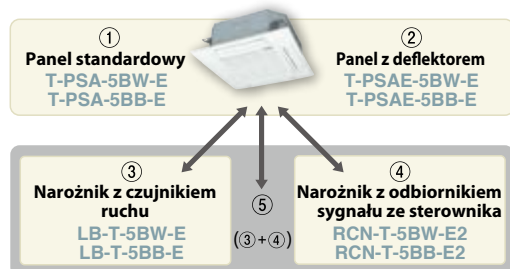 ①
Panel standardowy
T-PSA-5BW-E
T-PSA-5BB-E
②
Panel z deflektorem
T-PSAE-5BW-E
T-PSAE-5BB-E
③
Narożnik z czujnikiem
ruchu
LB-T-5BW-E
LB-T-5BB-E
⑤
(③+④)
④
Narożnik z odbiornikiem
sygnału ze sterownika
RCN-T-5BW-E2
RCN-T-5BB-E2